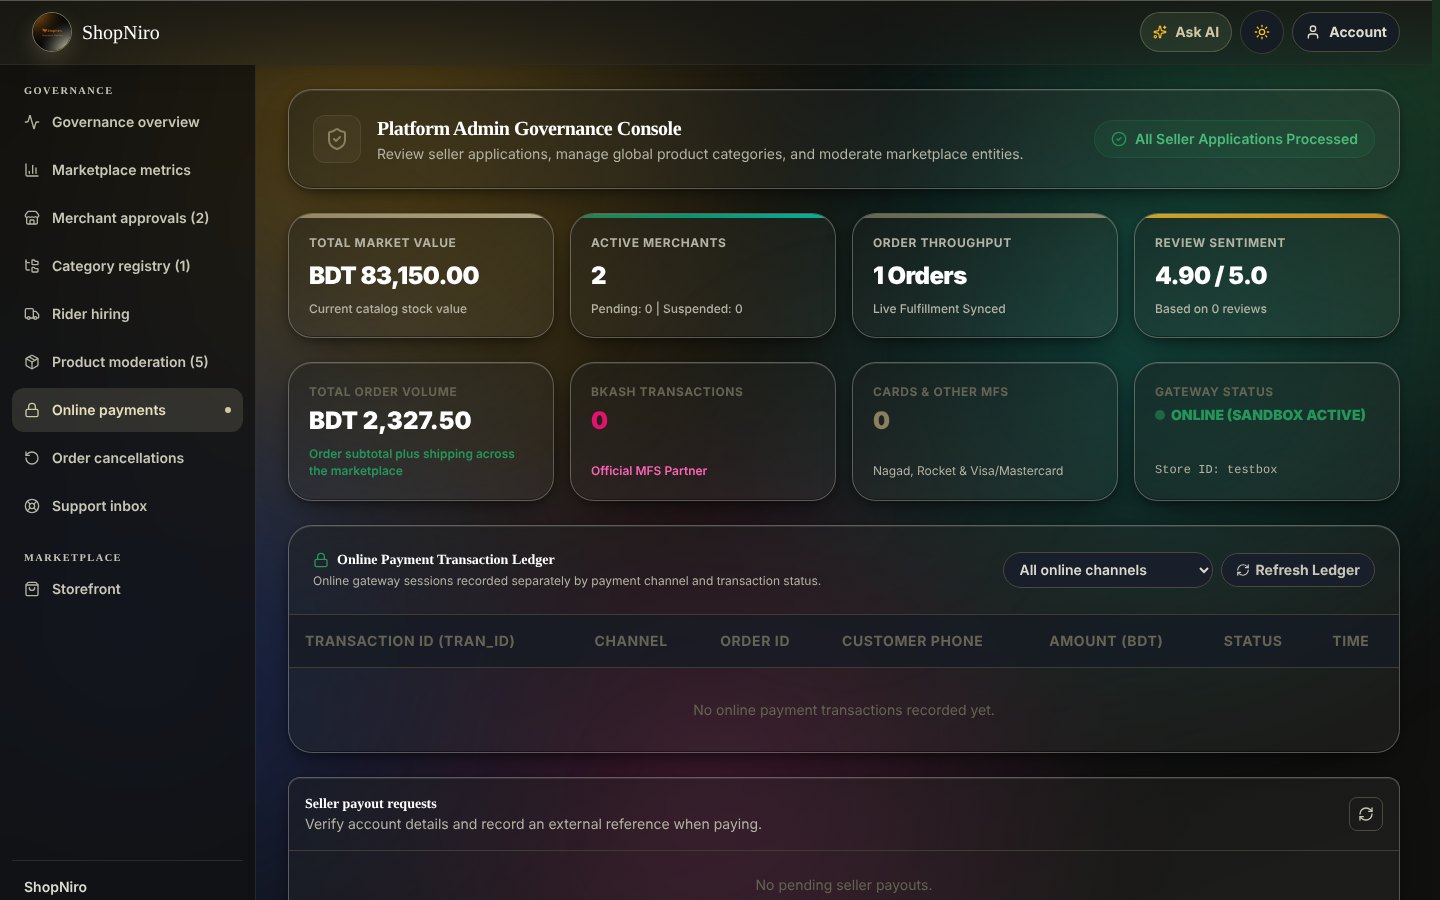 ShopNiro
Ask AI
Account
GOVERNANCE
Governance overview
Marketplace metrics
Merchant approvals (2)
Category registry (1)
Rider hiring
Product moderation (5)
Online payments
Order cancellations
Support inbox
MARKETPLACE
Storefront
ShopNiro
Platform Admin Governance Console
Review seller applications, manage global product categories, and moderate marketplace entities.
All Seller Applications Processed
TOTAL MARKET VALUE
BDT 83,150.00
Current catalog stock value
ACTIVE MERCHANTS
2
Pending: 0 | Suspended: 0
ORDER THROUGHPUT
1 Orders
Live Fulfillment Synced
REVIEW SENTIMENT
4.90 / 5.0
Based on 0 reviews
TOTAL ORDER VOLUME
BDT 2,327.50
Order subtotal plus shipping across
the marketplace
BKASH TRANSACTIONS
0
Official MFS Partner
CARDS & OTHER MFS
0
Nagad, Rocket & Visa/Mastercard
GATEWAY STATUS
ONLINE (SANDBOX ACTIVE)
Store ID: testbox
Online Payment Transaction Ledger
Online gateway sessions recorded separately by payment channel and transaction status.
All online channels
Refresh Ledger
TRANSACTION ID (TRAN_ID) CHANNEL ORDER ID CUSTOMER PHONE AMOUNT (BDT) STATUS TIME
No online payment transactions recorded yet.
Seller payout requests
Verify account details and record an external reference when paying.
No pending seller payouts.